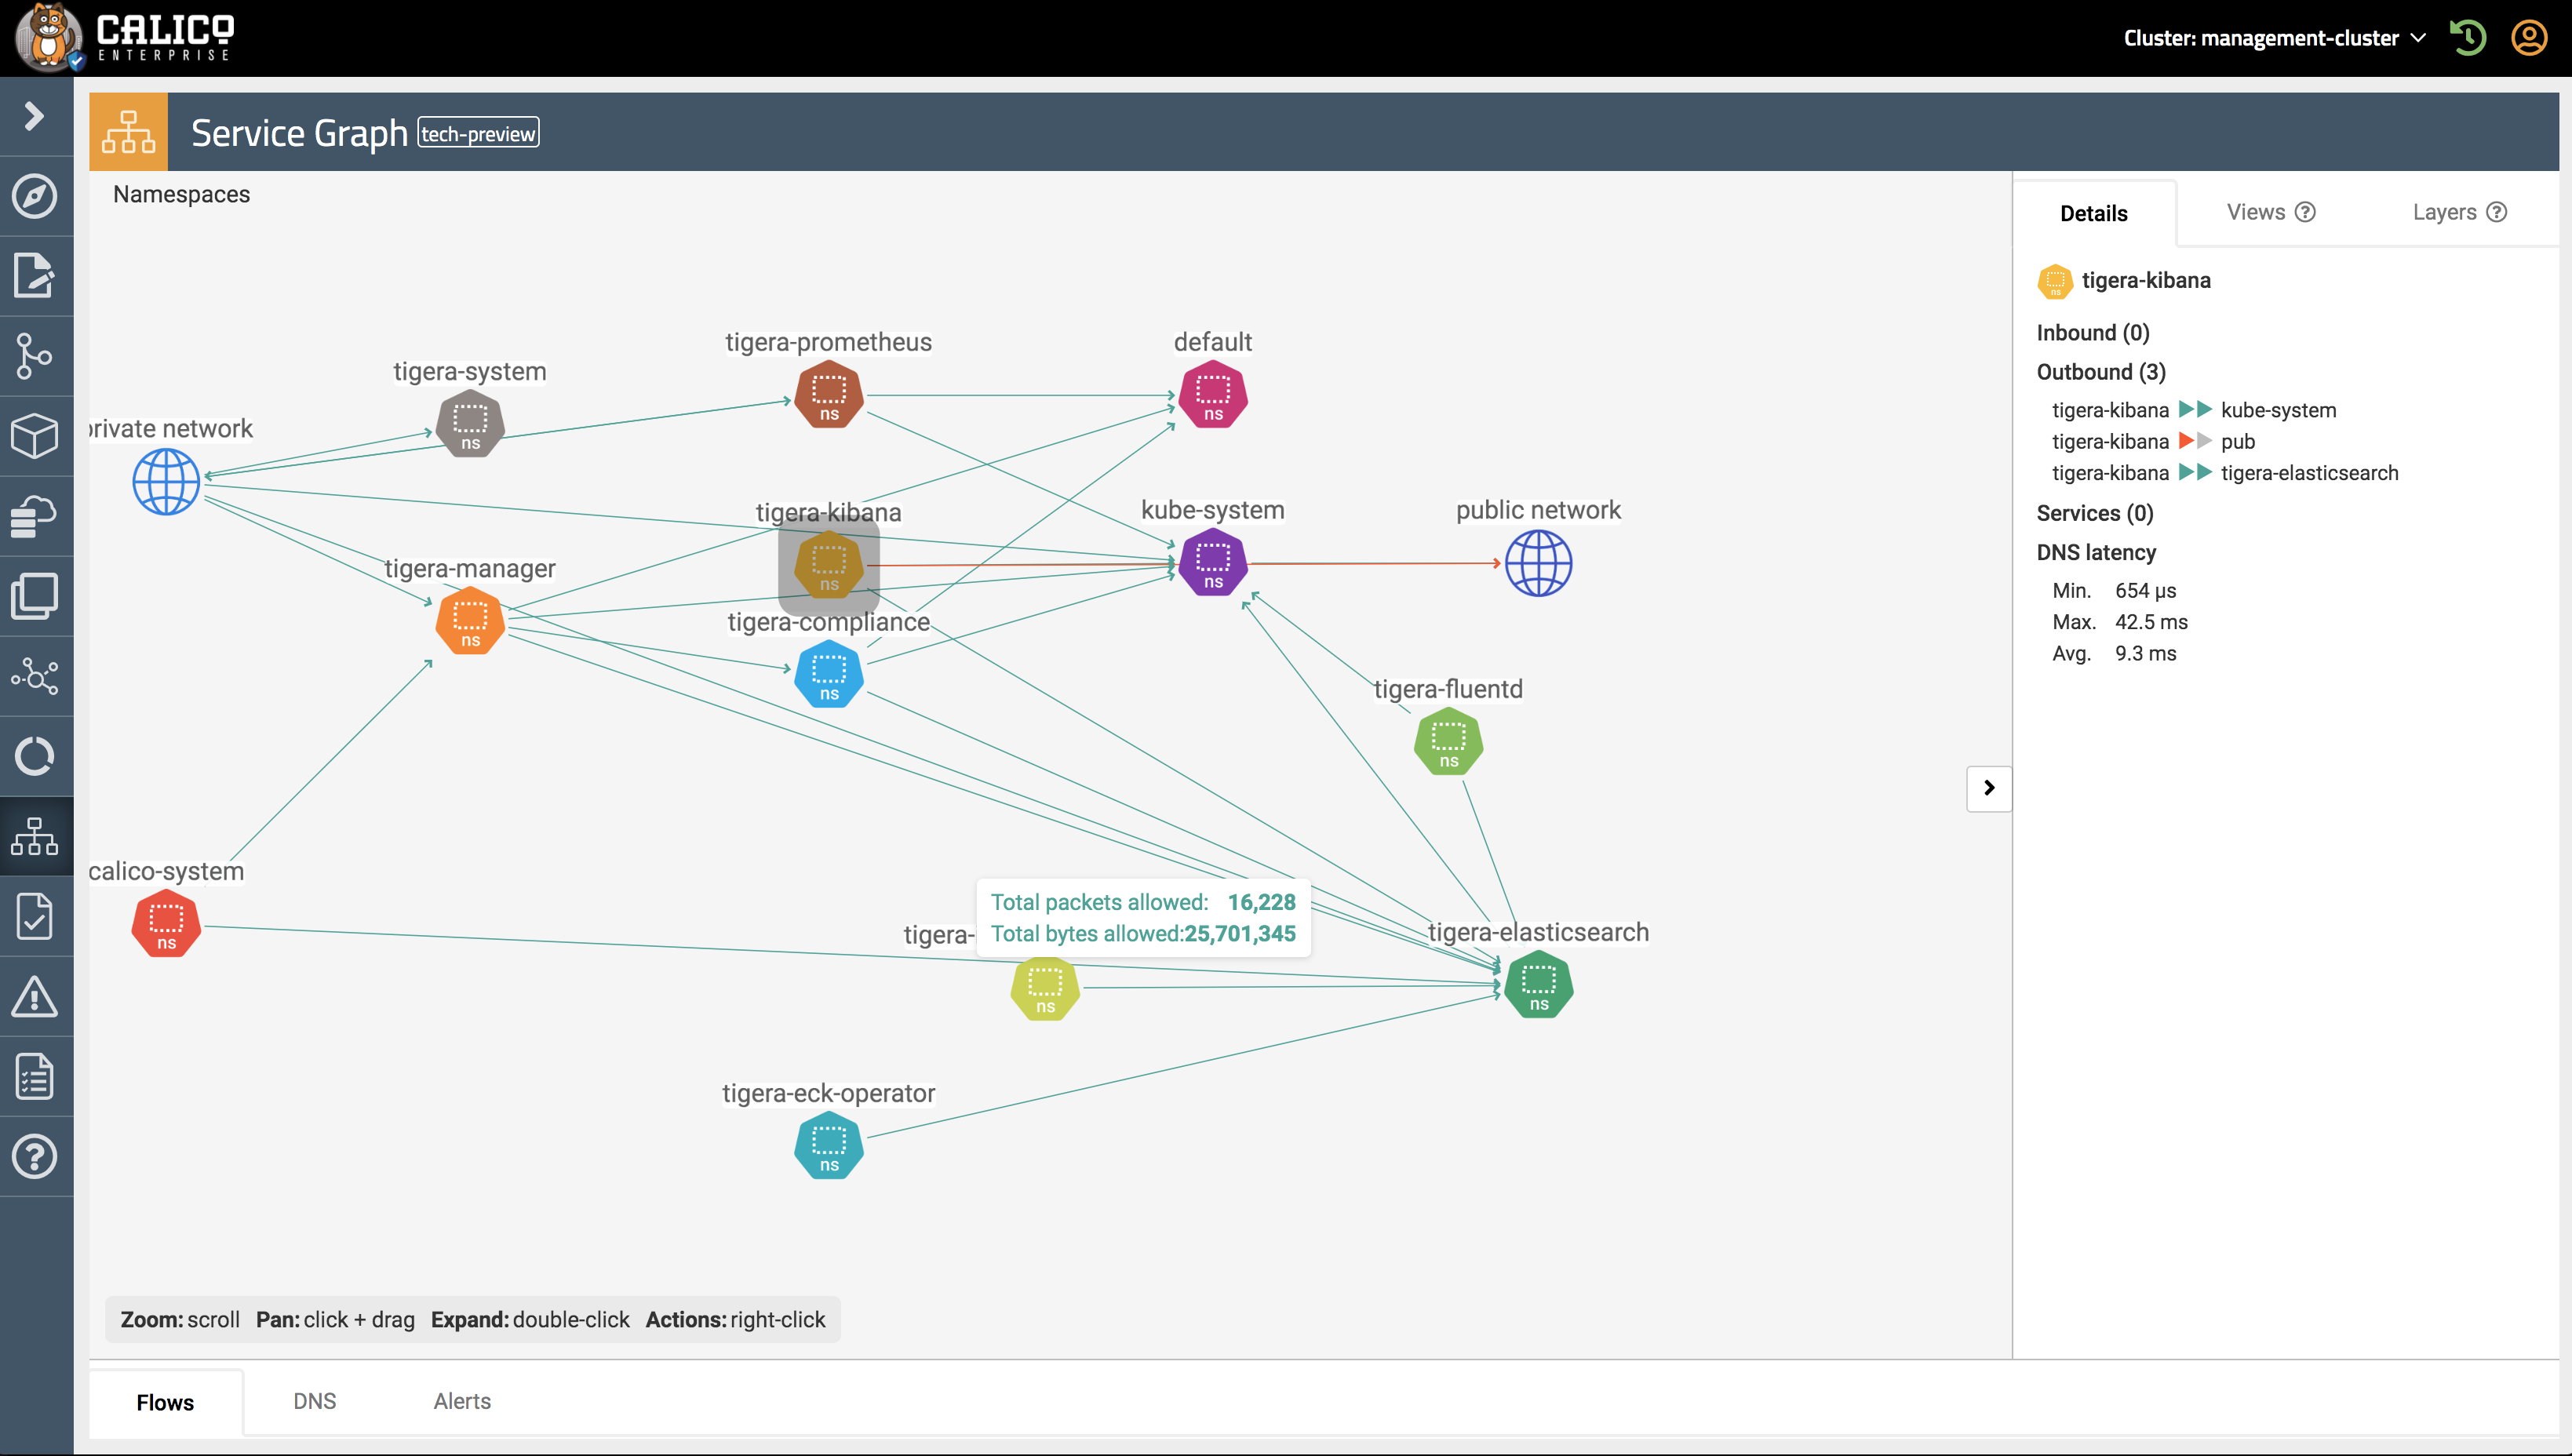 CALICO
ENTERPRISE
Cluster: management-cluster
Service Graph tech-preview
Namespaces
Details
Views
Layers
tigera-kibana
Inbound (0)
Outbound (3)
tigera-kibana kube-system
tigera-kibana pub
tigera-kibana tigera-elasticsearch
Services (0)
DNS latency
Min. 654 µs
Max. 42.5 ms
Avg. 9.3 ms
tigera-prometheus
ns
default
ns
tigera-system
ns
private network
tigera-kibana
ns
kube-system
ns
public network
tigera-manager
ns
tigera-compliance
ns
tigera-fluentd
ns
calico-system
ns
Total packets allowed: 16,228
Total bytes allowed:25,701,345
tigera-
ns
tigera-elasticsearch
ns
tigera-eck-operator
ns
Zoom: scroll Pan: click + drag Expand: double-click Actions: right-click
Flows
DNS
Alerts